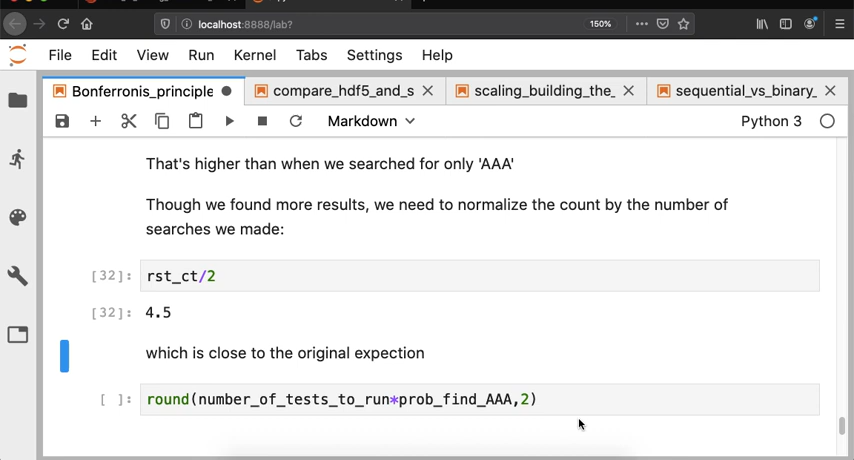 localhost:8888/lab?
150%
File Edit View Run Kernel Tabs Settings Help
Bonferronis_principle compare_hdf5_and_s scaling_building_the_ sequential_vs_binary_
Markdown Python 3
That's higher than when we searched for only 'AAA'
Though we found more results, we need to normalize the count by the number of
searches we made:
[32]: rst_ct/2
[32]: 4.5
which is close to the original expection
[ ]: round(number_of_tests_to_run*prob_find_AAA,2)